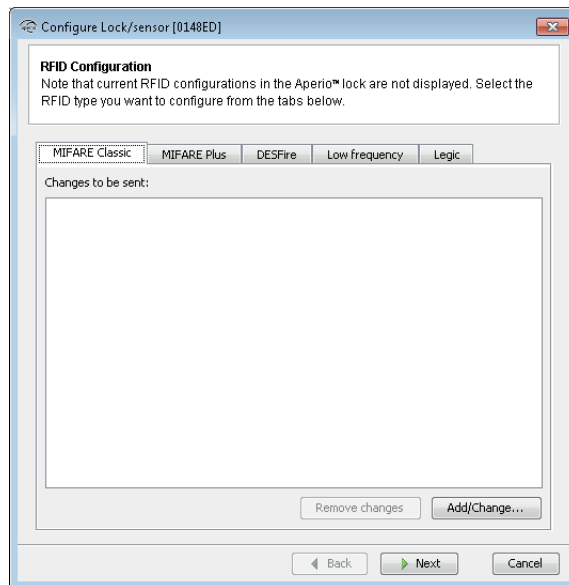 Configure Lock/sensor [0148ED]
RFID Configuration
Note that current RFID configurations in the Aperio™ lock are not displayed. Select the
RFID type you want to configure from the tabs below.
MIFARE Classic MIFARE Plus DESFire Low frequency Legic
Changes to be sent:
Remove changes Add/Change...
Back Next Cancel